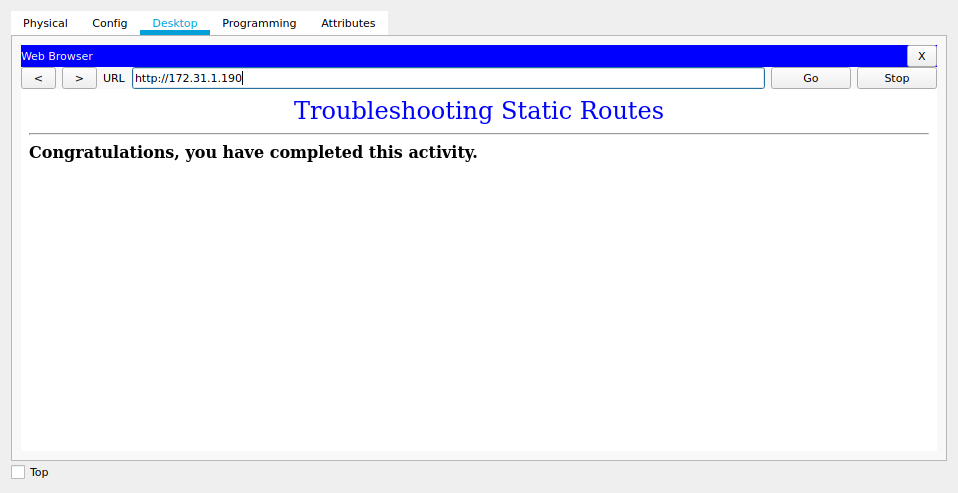 Physical Config Desktop Programming Attributes
Web Browser X
< > URL http://172.31.1.190 Go Stop
Troubleshooting Static Routes
Congratulations, you have completed this activity.
Top